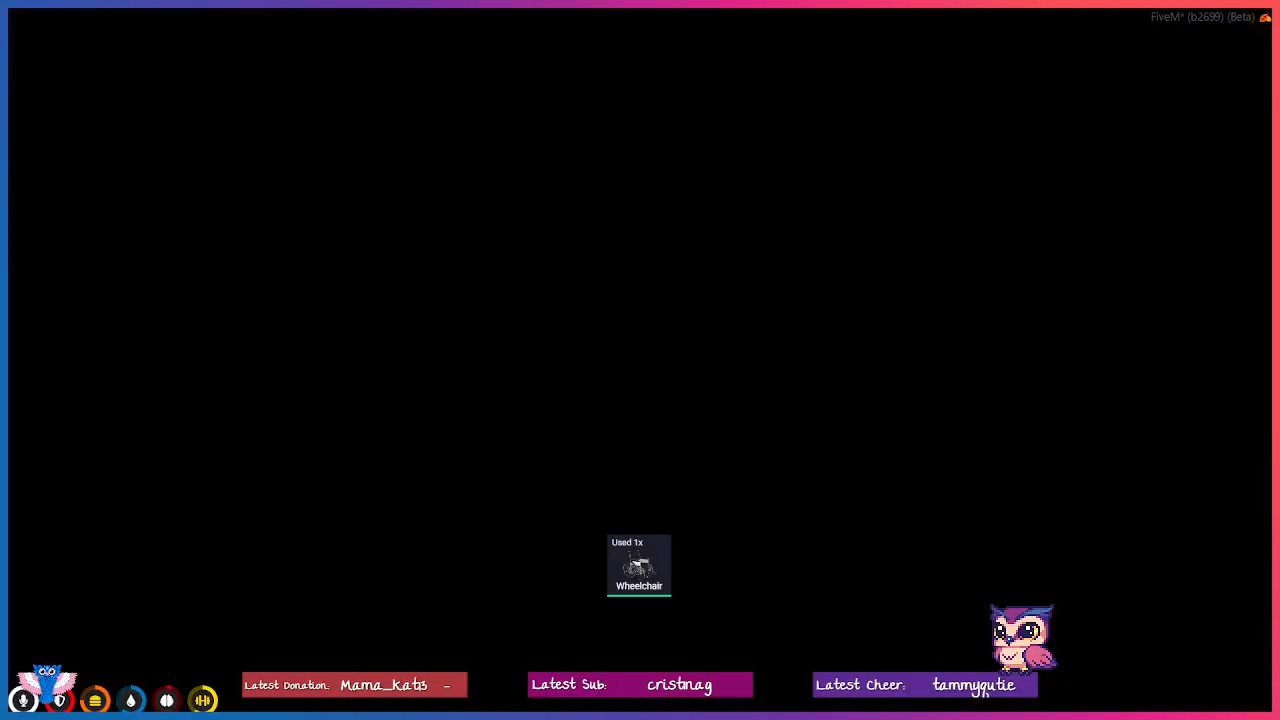 FiveM* (b2699) (Beta)
Used 1x
Wheelchair
Latest Donation: Mama_Kat13 -
Latest Sub: cristinag
Latest Cheer: tammyqutie